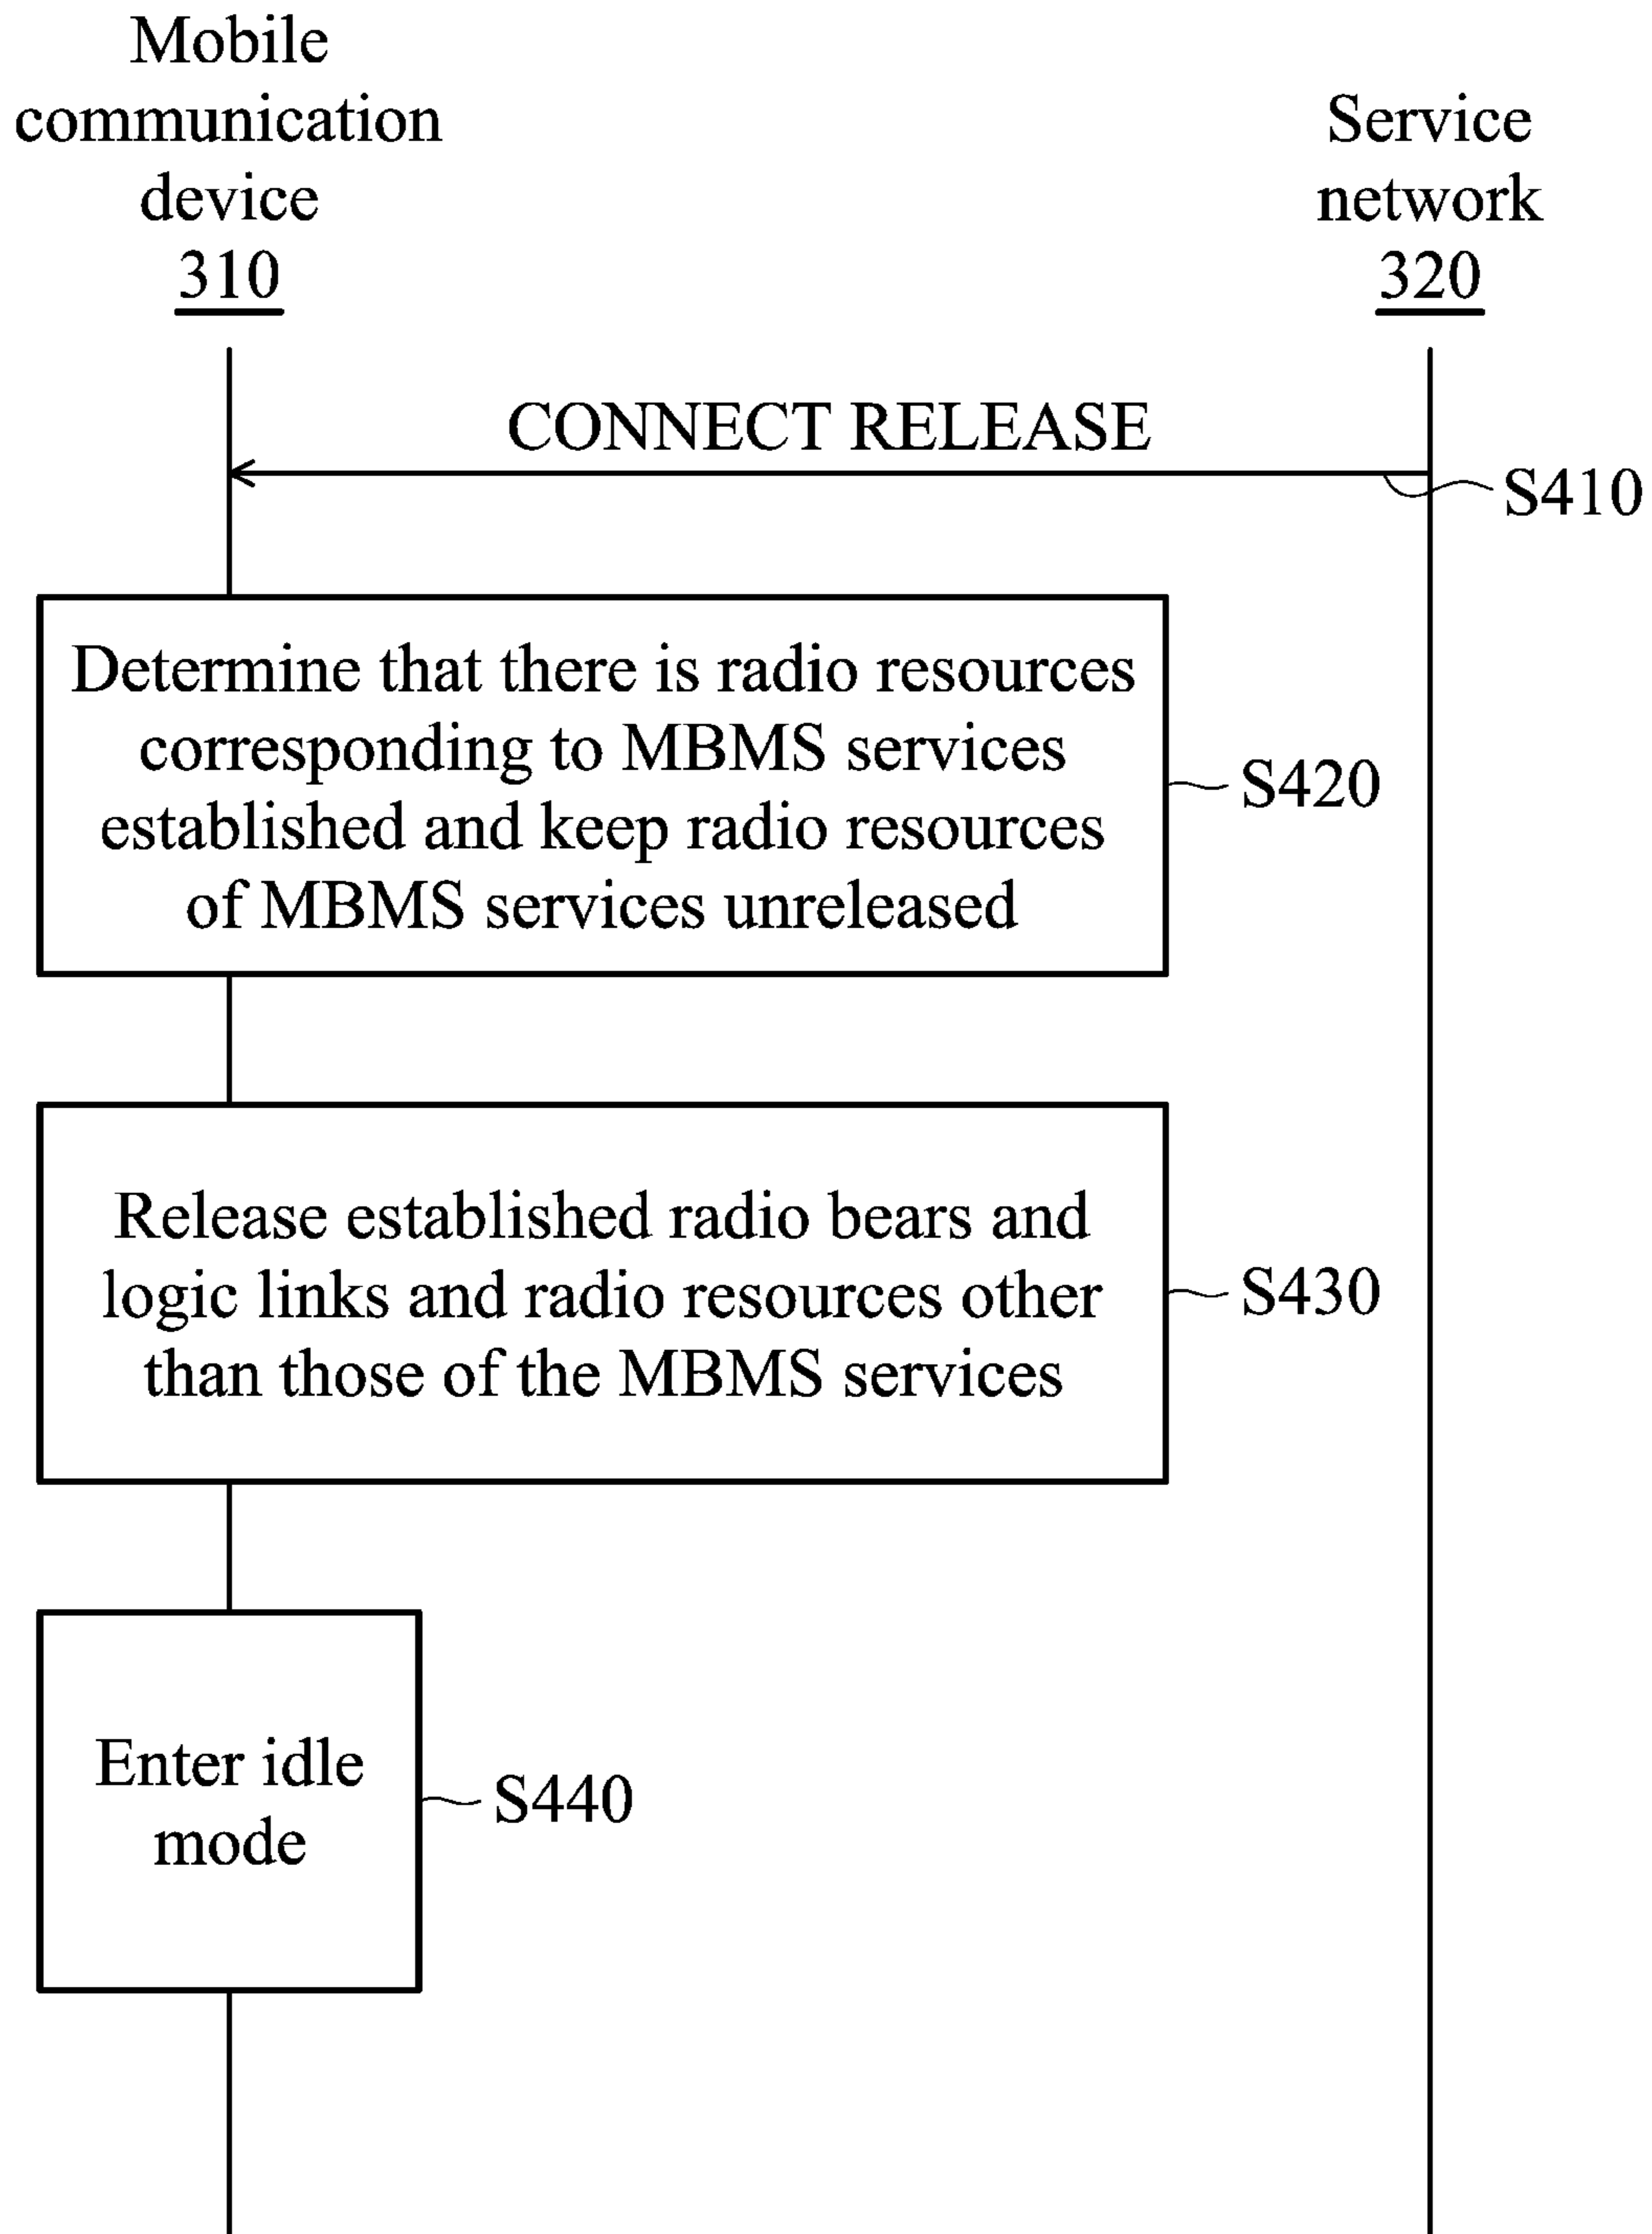 Mobile
communication
device
310
Service
network
320
CONNECT RELEASE
S410
Determine that there is radio resources
corresponding to MBMS services
established and keep radio resources
of MBMS services unreleased
S420
Release established radio bears and
logic links and radio resources other
than those of the MBMS services
S430
Enter idle
mode
S440